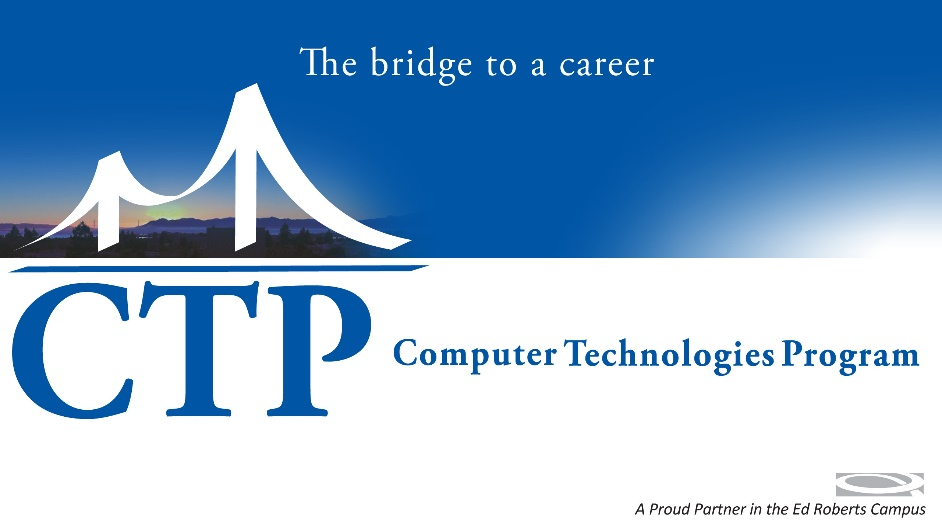 The bridge to a career
CTP
Computer Technologies Program
A Proud Partner in the Ed Roberts Campus